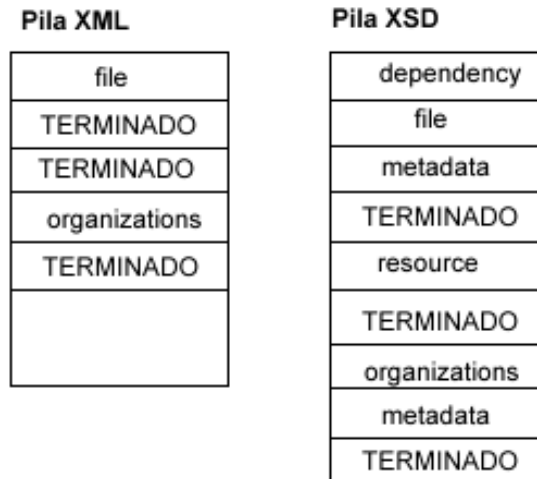 Pila XML
file
TERMINADO
TERMINADO
organizations
TERMINADO
Pila XSD
dependency
file
metadata
TERMINADO
resource
TERMINADO
organizations
metadata
TERMINADO